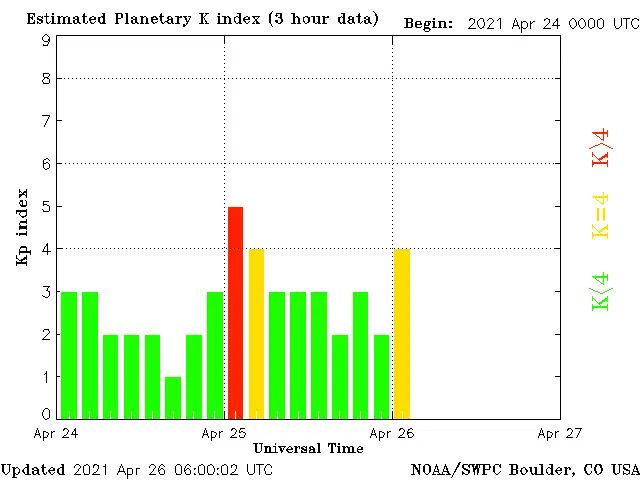 Estimated Planetary K index (3 hour data)
Begin: 2021 Apr 24 0000 UTC
9
8
7
6
5
4
3
2
1
0
Kp index
K>4
K=4
K<4
Apr 24
Apr 25
Apr 26
Apr 27
Universal Time
Updated 2021 Apr 26 06:00:02 UTC
NOAA/SWPC Boulder, CO USA